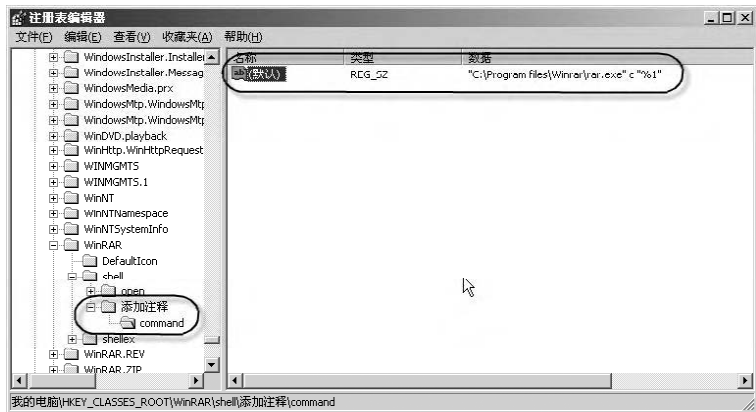 注册表编辑器
文件(F) 编辑(E) 查看(V) 收藏夹(A) 帮助(H)
WindowsInstaller.Installer
WindowsInstaller.Messag
WindowsMedia.prx
WindowsMtp.WindowsMtp
WindowsMtp.WindowsMtp
WinDVD.playback
WinHttp.WinHttpRequest
WINMGMTS
WINMGMTS.1
WinNT
WinNTNamespace
WinNTSystemInfo
WinRAR
DefaultIcon
shell
open
添加注释
command
shellex
WinRAR.REV
WinRAR.ZIP
名称 类型 数据
ab (默认) REG_SZ "C:\Program files\Winrar\rar.exe" c "%1"
我的电脑\HKEY_CLASSES_ROOT\WinRAR\shell\添加注释\command